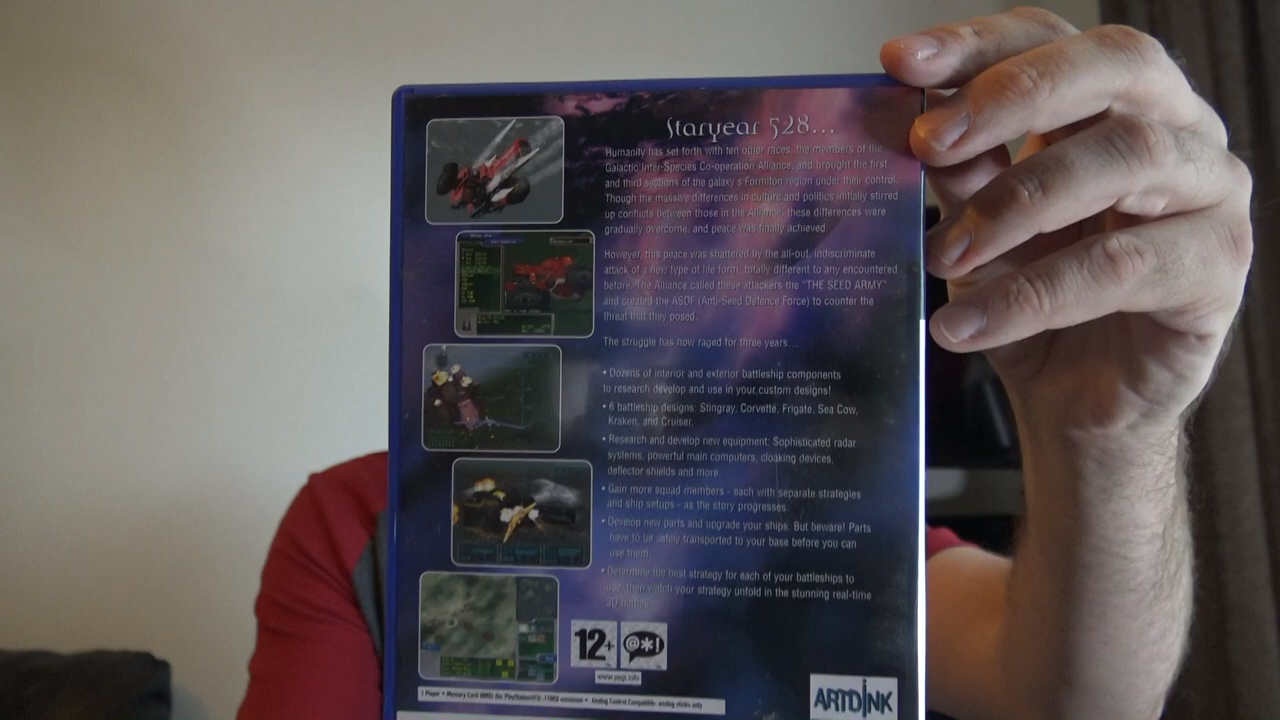 Staryear 528...
Humanity has set forth with ten other races, the members of the
Galactic Inter-Species Co-operation Alliance, and brought the first
and third sections of the galaxy's Formiton region under their control.
Though the massive differences in culture and politics initially stirred
up conflicts between those in the Alliance, these differences were
gradually overcome, and peace was finally achieved.
However, this peace was shattered by the all-out, indiscriminate
attack of a new type of life form, totally different to any encountered
before. The Alliance called these attackers the "THE SEED ARMY"
and created the ASDF (Anti-Seed Defence Force) to counter the
threat that they posed.
The struggle has now raged for three years...
• Dozens of interior and exterior battleship components
to research develop and use in your custom designs!
• 6 battleship designs: Stingray, Corvette, Frigate, Sea Cow,
Kraken, and Cruiser.
• Research and develop new equipment: Sophisticated radar
systems, powerful main computers, cloaking devices,
deflector shields and more.
• Gain more squad members - each with separate strategies
and ship setups - as the story progresses.
• Develop new parts and upgrade your ships. But beware! Parts
have to be safely transported to your base before you can
use them.
• Determine the best strategy for each of your battleships to
use, then watch your strategy unfold in the stunning real-time
3D battles.
12+ @*!
www.pegi.info
1 Player • Memory Card (8MB) (for PlayStation®2) • Analog Control Compatible: analog sticks only
ARTDINK